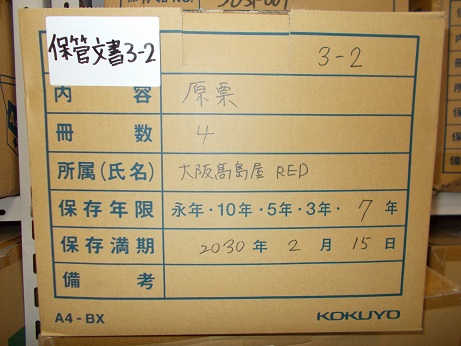 保管文書3-2
3-2
内容 原票
冊数 4
所属(氏名) 大阪髙島屋 RED
保存年限 永年・10年・5年・3年・7年
保存満期 2030年2月15日
備考
A4-BX KOKUYO